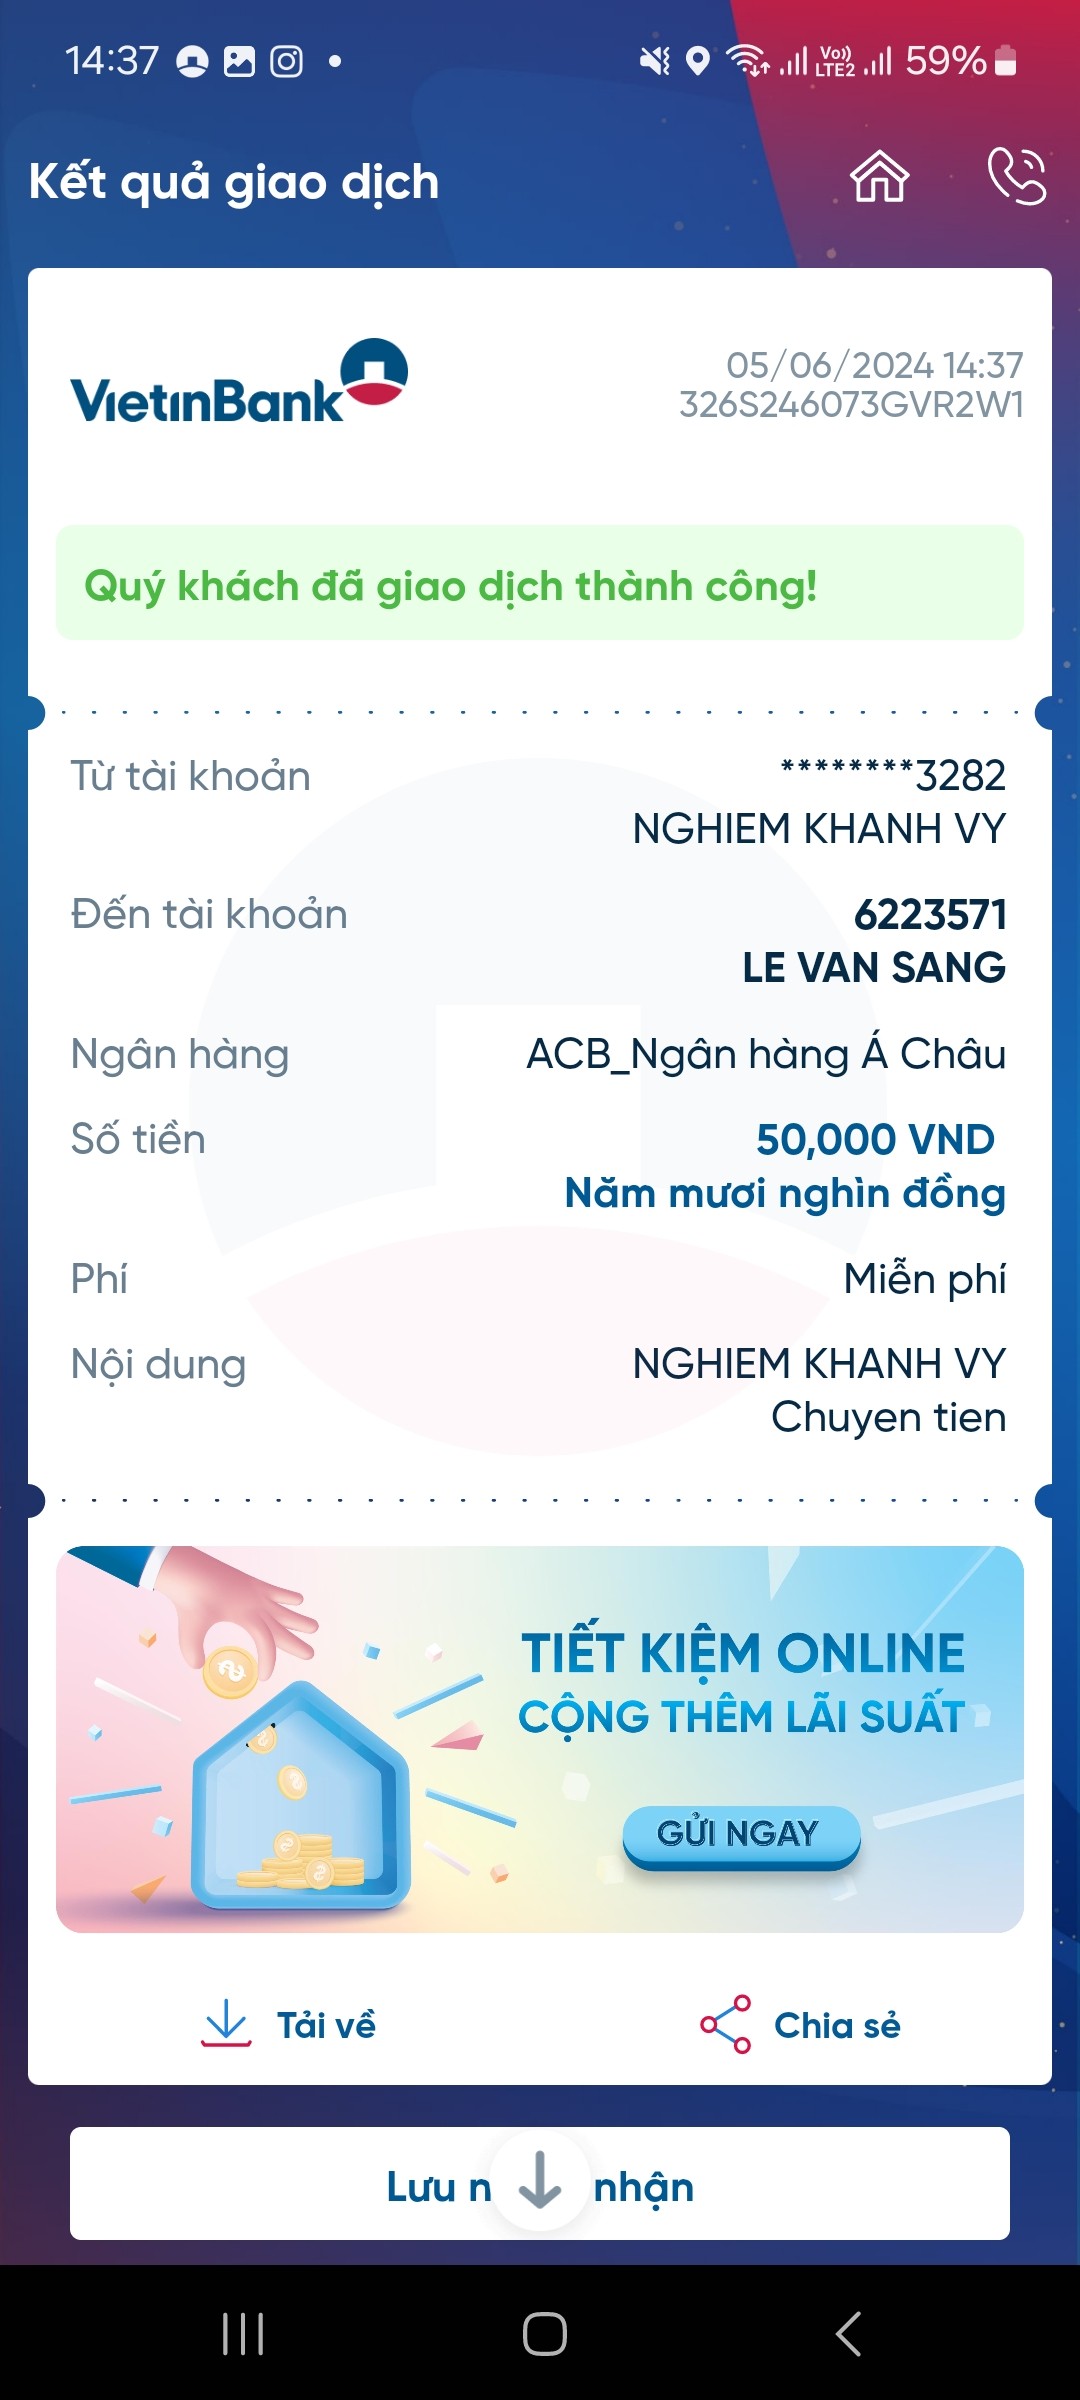 14:37
Vo))
LTE2
59%
Kết quả giao dịch
VietinBank
05/06/2024 14:37
326S246073GVR2W1
Quý khách đã giao dịch thành công!
Từ tài khoản
********3282
NGHIEM KHANH VY
Đến tài khoản
6223571
LE VAN SANG
Ngân hàng
ACB_Ngân hàng Á Châu
Số tiền
50,000 VND
Năm mươi nghìn đồng
Phí
Miễn phí
Nội dung
NGHIEM KHANH VY
Chuyen tien
TIẾT KIỆM ONLINE
CỘNG THÊM LÃI SUẤT
GỬI NGAY
Tải về
Chia sẻ
Lưu n nhận